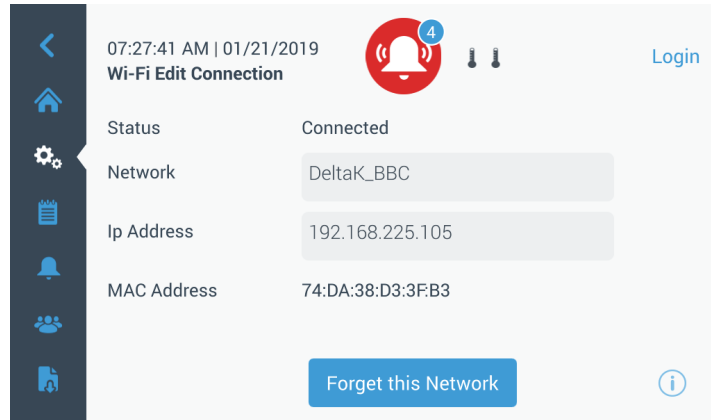 07:27:41 AM | 01/21/2019
4
Login
Wi-Fi Edit Connection
Status Connected
Network DeltaK_BBC
Ip Address 192.168.225.105
MAC Address 74:DA:38:D3:3F:B3
Forget this Network
i